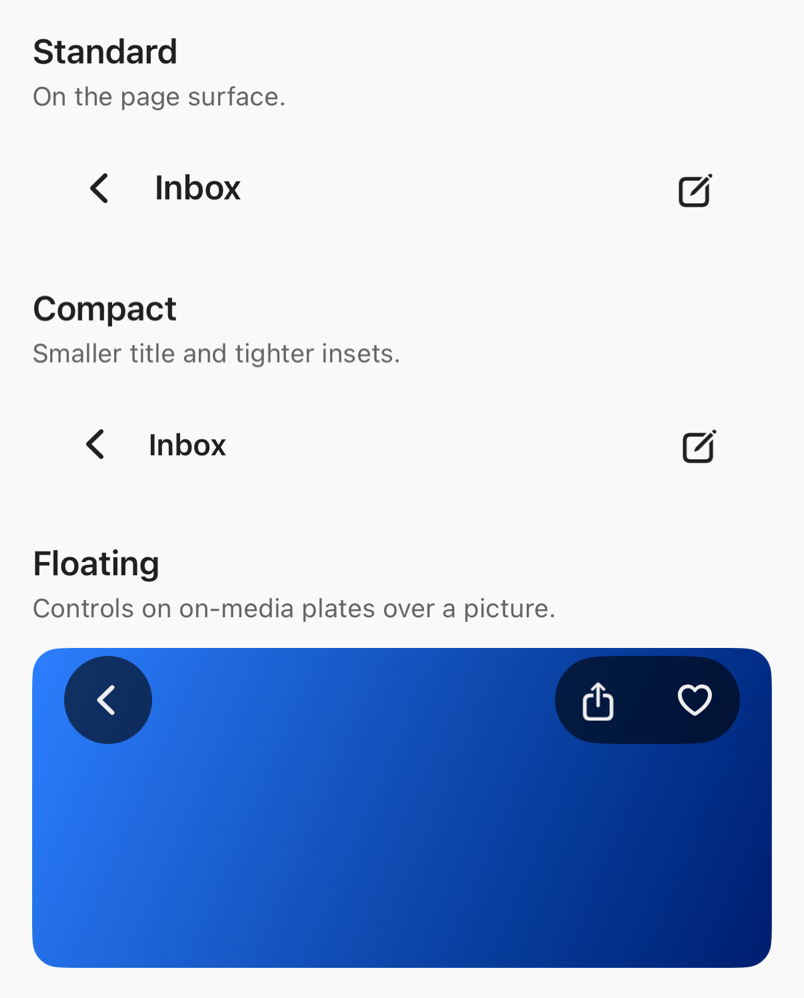 Standard
On the page surface.
Inbox
Compact
Smaller title and tighter insets.
Inbox
Floating
Controls on on-media plates over a picture.